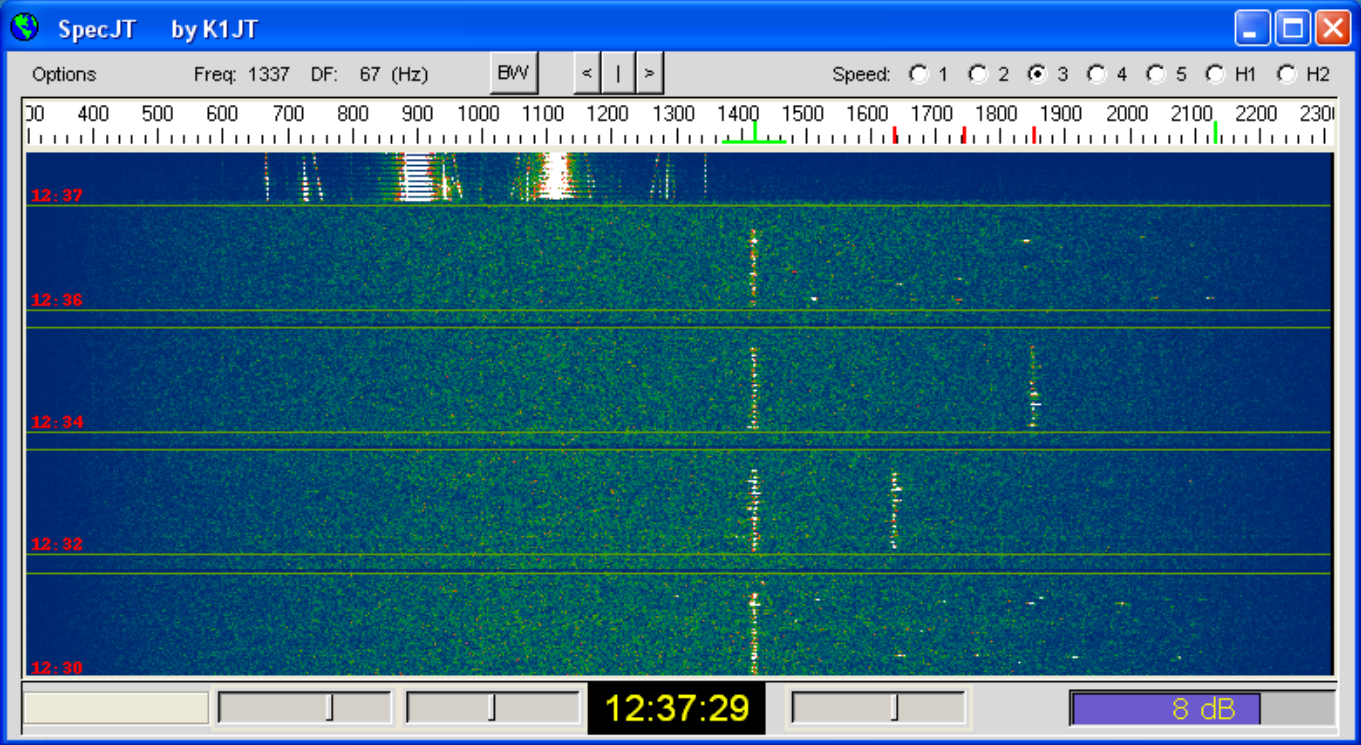 SpecJT by K1JT
Options Freq: 1337 DF: 67 (Hz) BW < | > Speed: 1 2 3 4 5 H1 H2
00 400 500 600 700 800 900 1000 1100 1200 1300 1400 1500 1600 1700 1800 1900 2000 2100 2200 230
12:37
12:36
12:34
12:32
12:30
12:37:29 8 dB